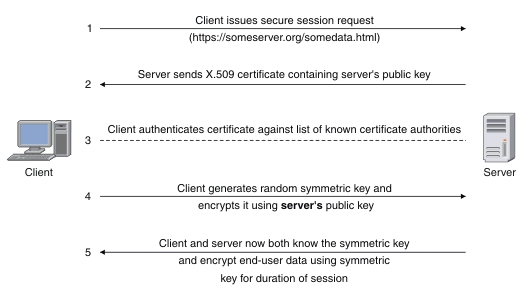 Client issues secure session request
1
(https://someserver.org/somedata.html)
Server sends X.509 certificate containing server's public key
2
Client authenticates certificate against list of known certificate authorities
3
Client
Server
Client generates random symmetric key and
4
encrypts it using server's public key
Client and server now both know the symmetric key
5
and encrypt end-user data using symmetric
key for duration of session